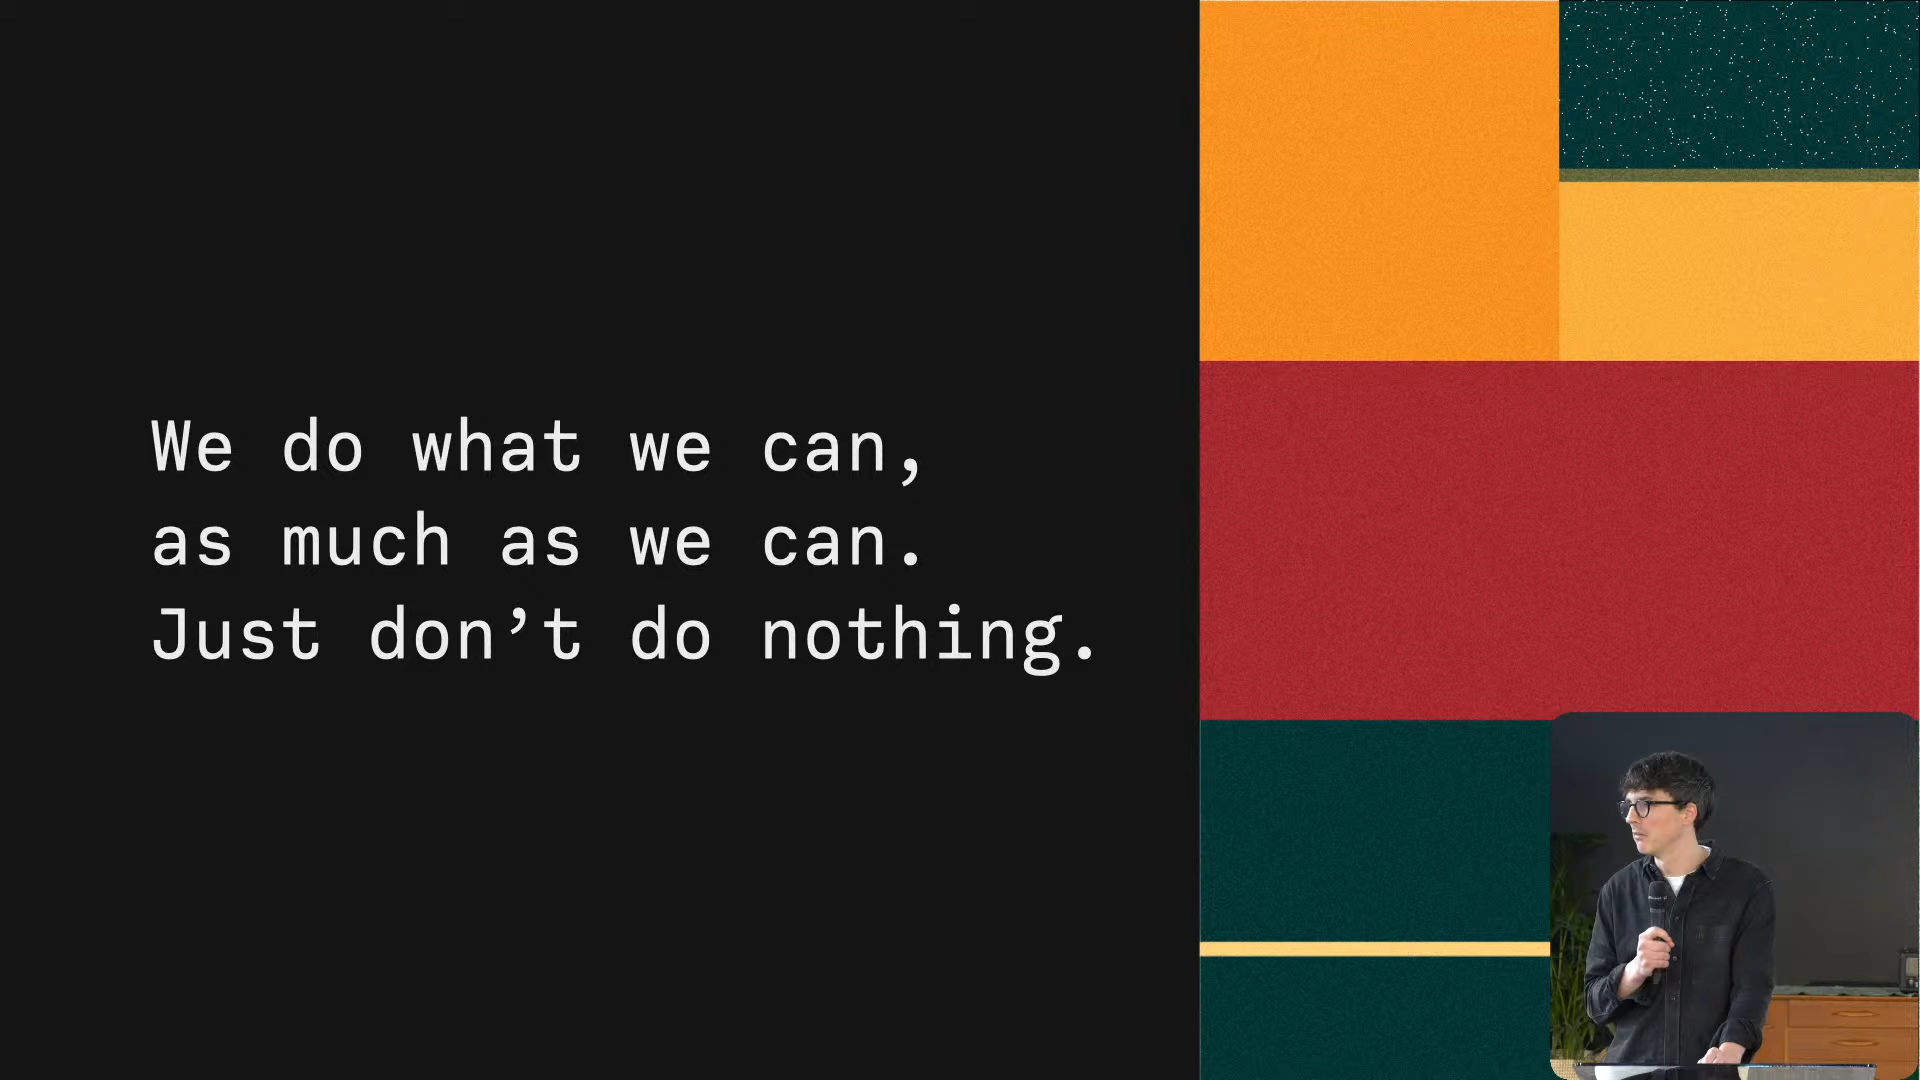 We do what we can,
as much as we can.
Just don’t do nothing.